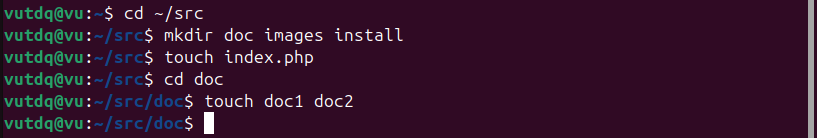 vutdq@vu:~$ cd ~/src
vutdq@vu:~/src$ mkdir doc images install
vutdq@vu:~/src$ touch index.php
vutdq@vu:~/src$ cd doc
vutdq@vu:~/src/doc$ touch doc1 doc2
vutdq@vu:~/src/doc$